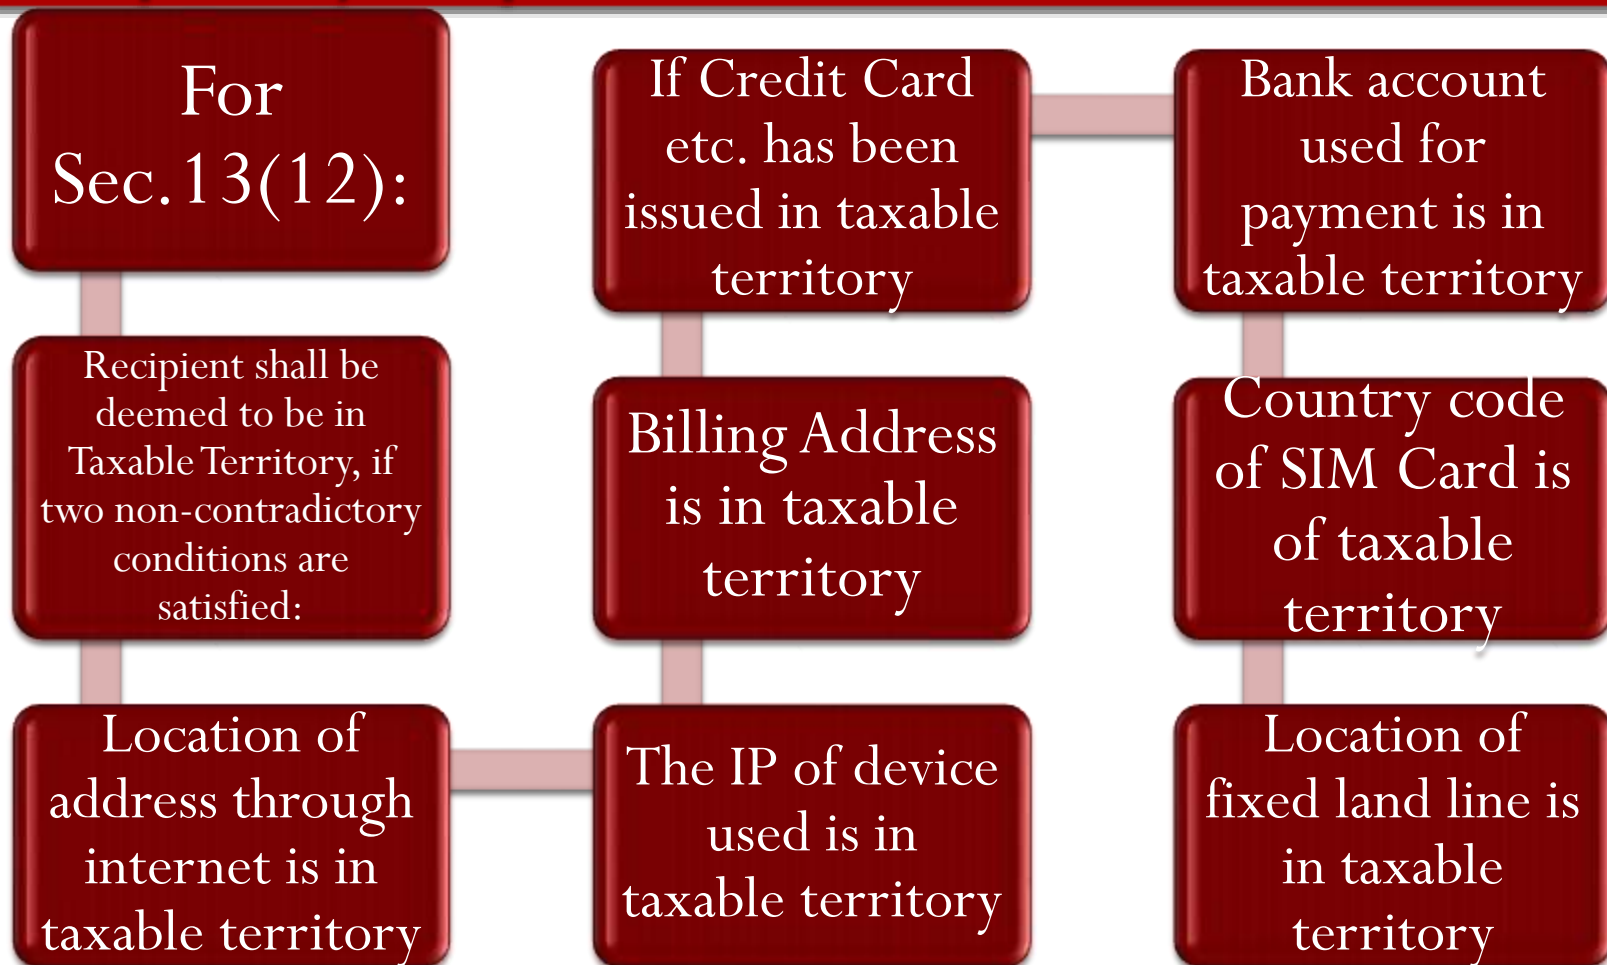 For
Sec.13(12):
Recipient shall be
deemed to be in
Taxable Territory, if
two non-contradictory
conditions are
satisfied:
Location of
address through
internet is in
taxable territory
The IP of device
used is in
taxable territory
Billing Address
is in taxable
territory
If Credit Card
etc. has been
issued in taxable
territory
Bank account
used for
payment is in
taxable territory
Country code
of SIM Card is
of taxable
territory
Location of
fixed land line is
in taxable
territory